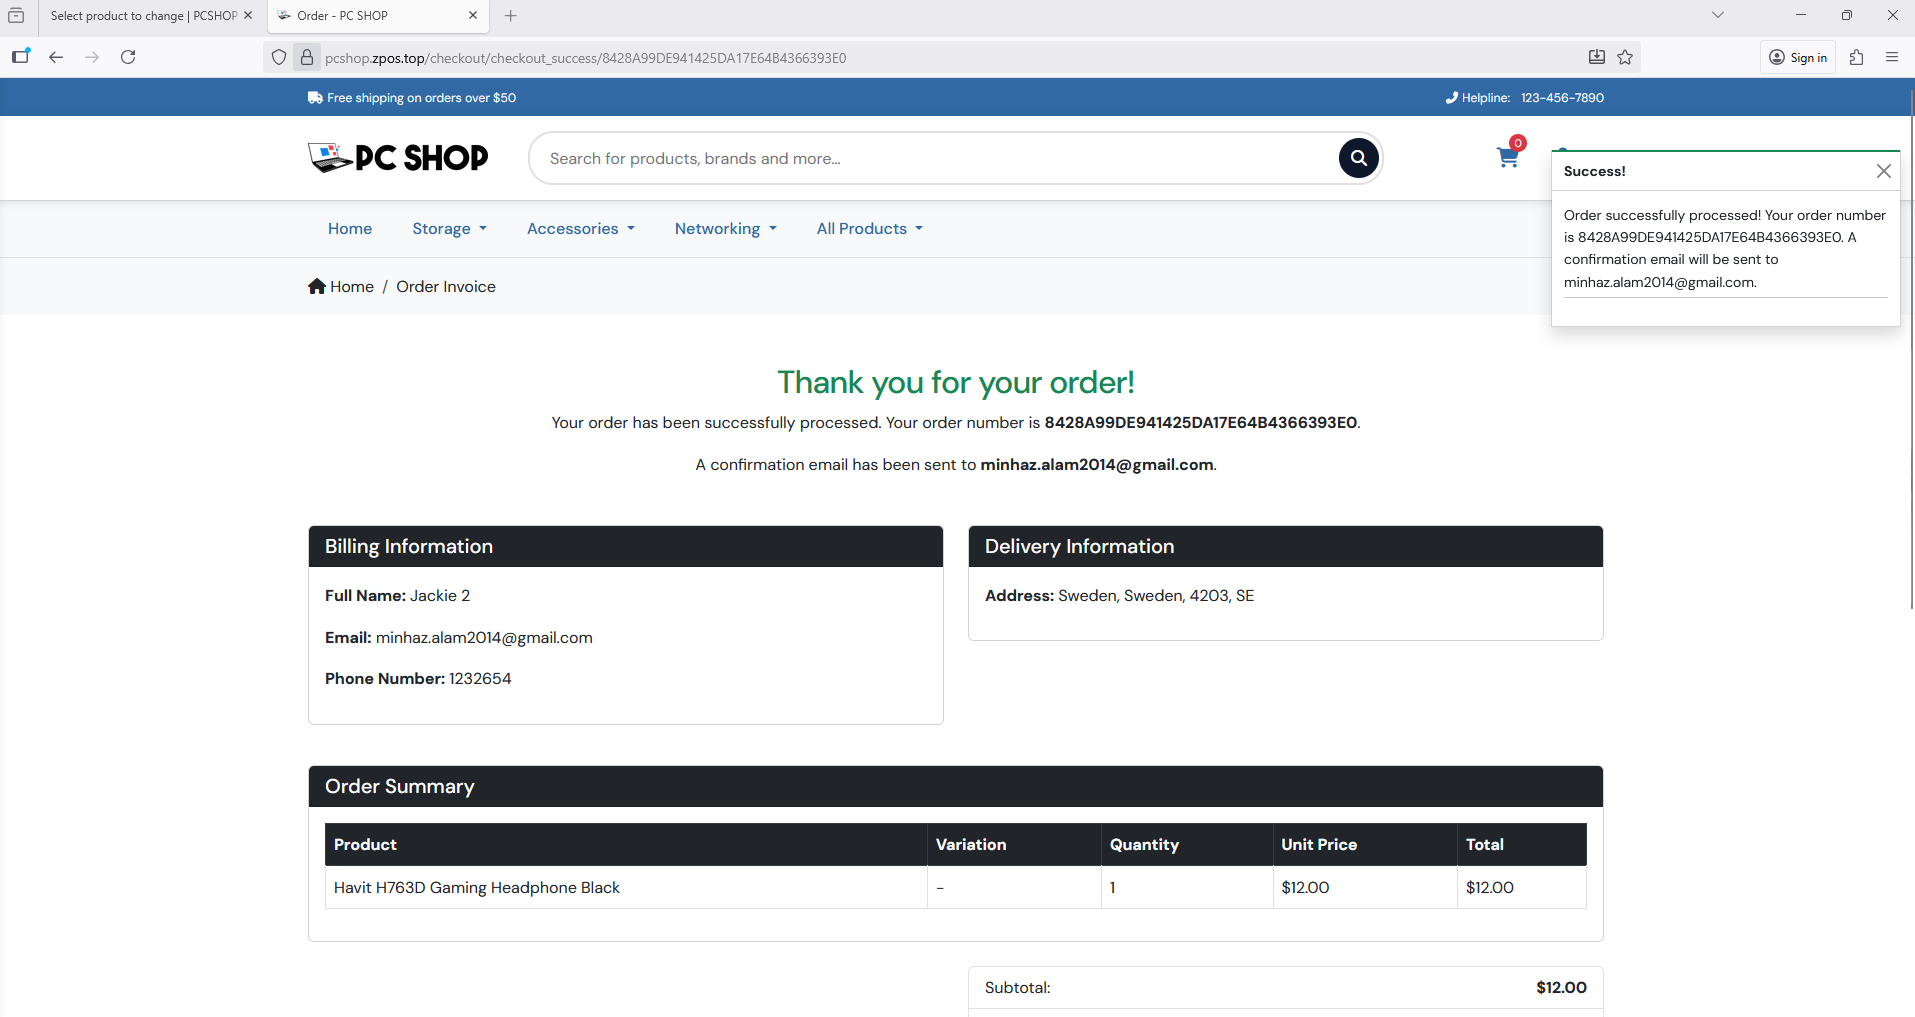 Select product to change | PCSHOP
Order - PC SHOP
pcshop.zpos.top/checkout/checkout_success/8428A99DE941425DA17E64B4366393E0
Sign in
Free shipping on orders over $50
Helpline: 123-456-7890
PC SHOP
Search for products, brands and more...
0
Home
Storage
Accessories
Networking
All Products
Success!
Order successfully processed! Your order number
is 8428A99DE941425DA17E64B4366393E0. A
confirmation email will be sent to
minhaz.alam2014@gmail.com.
Home / Order Invoice
Thank you for your order!
Your order has been successfully processed. Your order number is 8428A99DE941425DA17E64B4366393E0.
A confirmation email has been sent to minhaz.alam2014@gmail.com.
Billing Information
Full Name: Jackie 2
Email: minhaz.alam2014@gmail.com
Phone Number: 1232654
Delivery Information
Address: Sweden, Sweden, 4203, SE
Order Summary
Product Variation Quantity Unit Price Total
Havit H763D Gaming Headphone Black - 1 $12.00 $12.00
Subtotal: $12.00